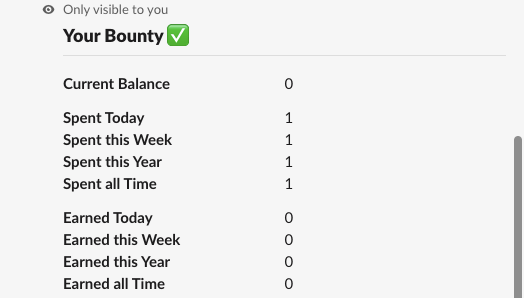 Only visible to you
Your Bounty ✅
Current Balance 0
Spent Today 1
Spent this Week 1
Spent this Year 1
Spent all Time 1
Earned Today 0
Earned this Week 0
Earned this Year 0
Earned all Time 0